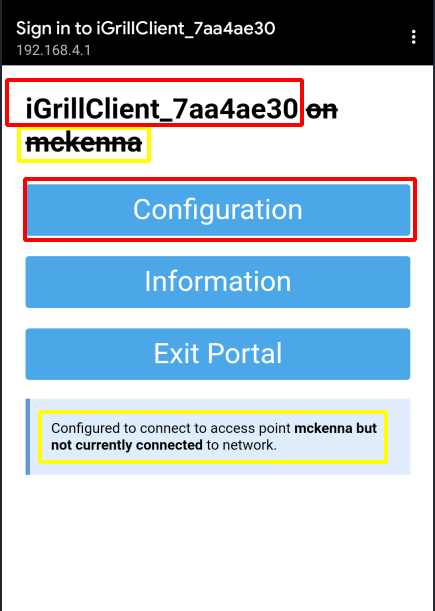 Sign in to iGrillClient_7aa4ae30
192.168.4.1
iGrillClient_7aa4ae30 on
mckenna
Configuration
Information
Exit Portal
Configured to connect to access point mckenna but
not currently connected to network.